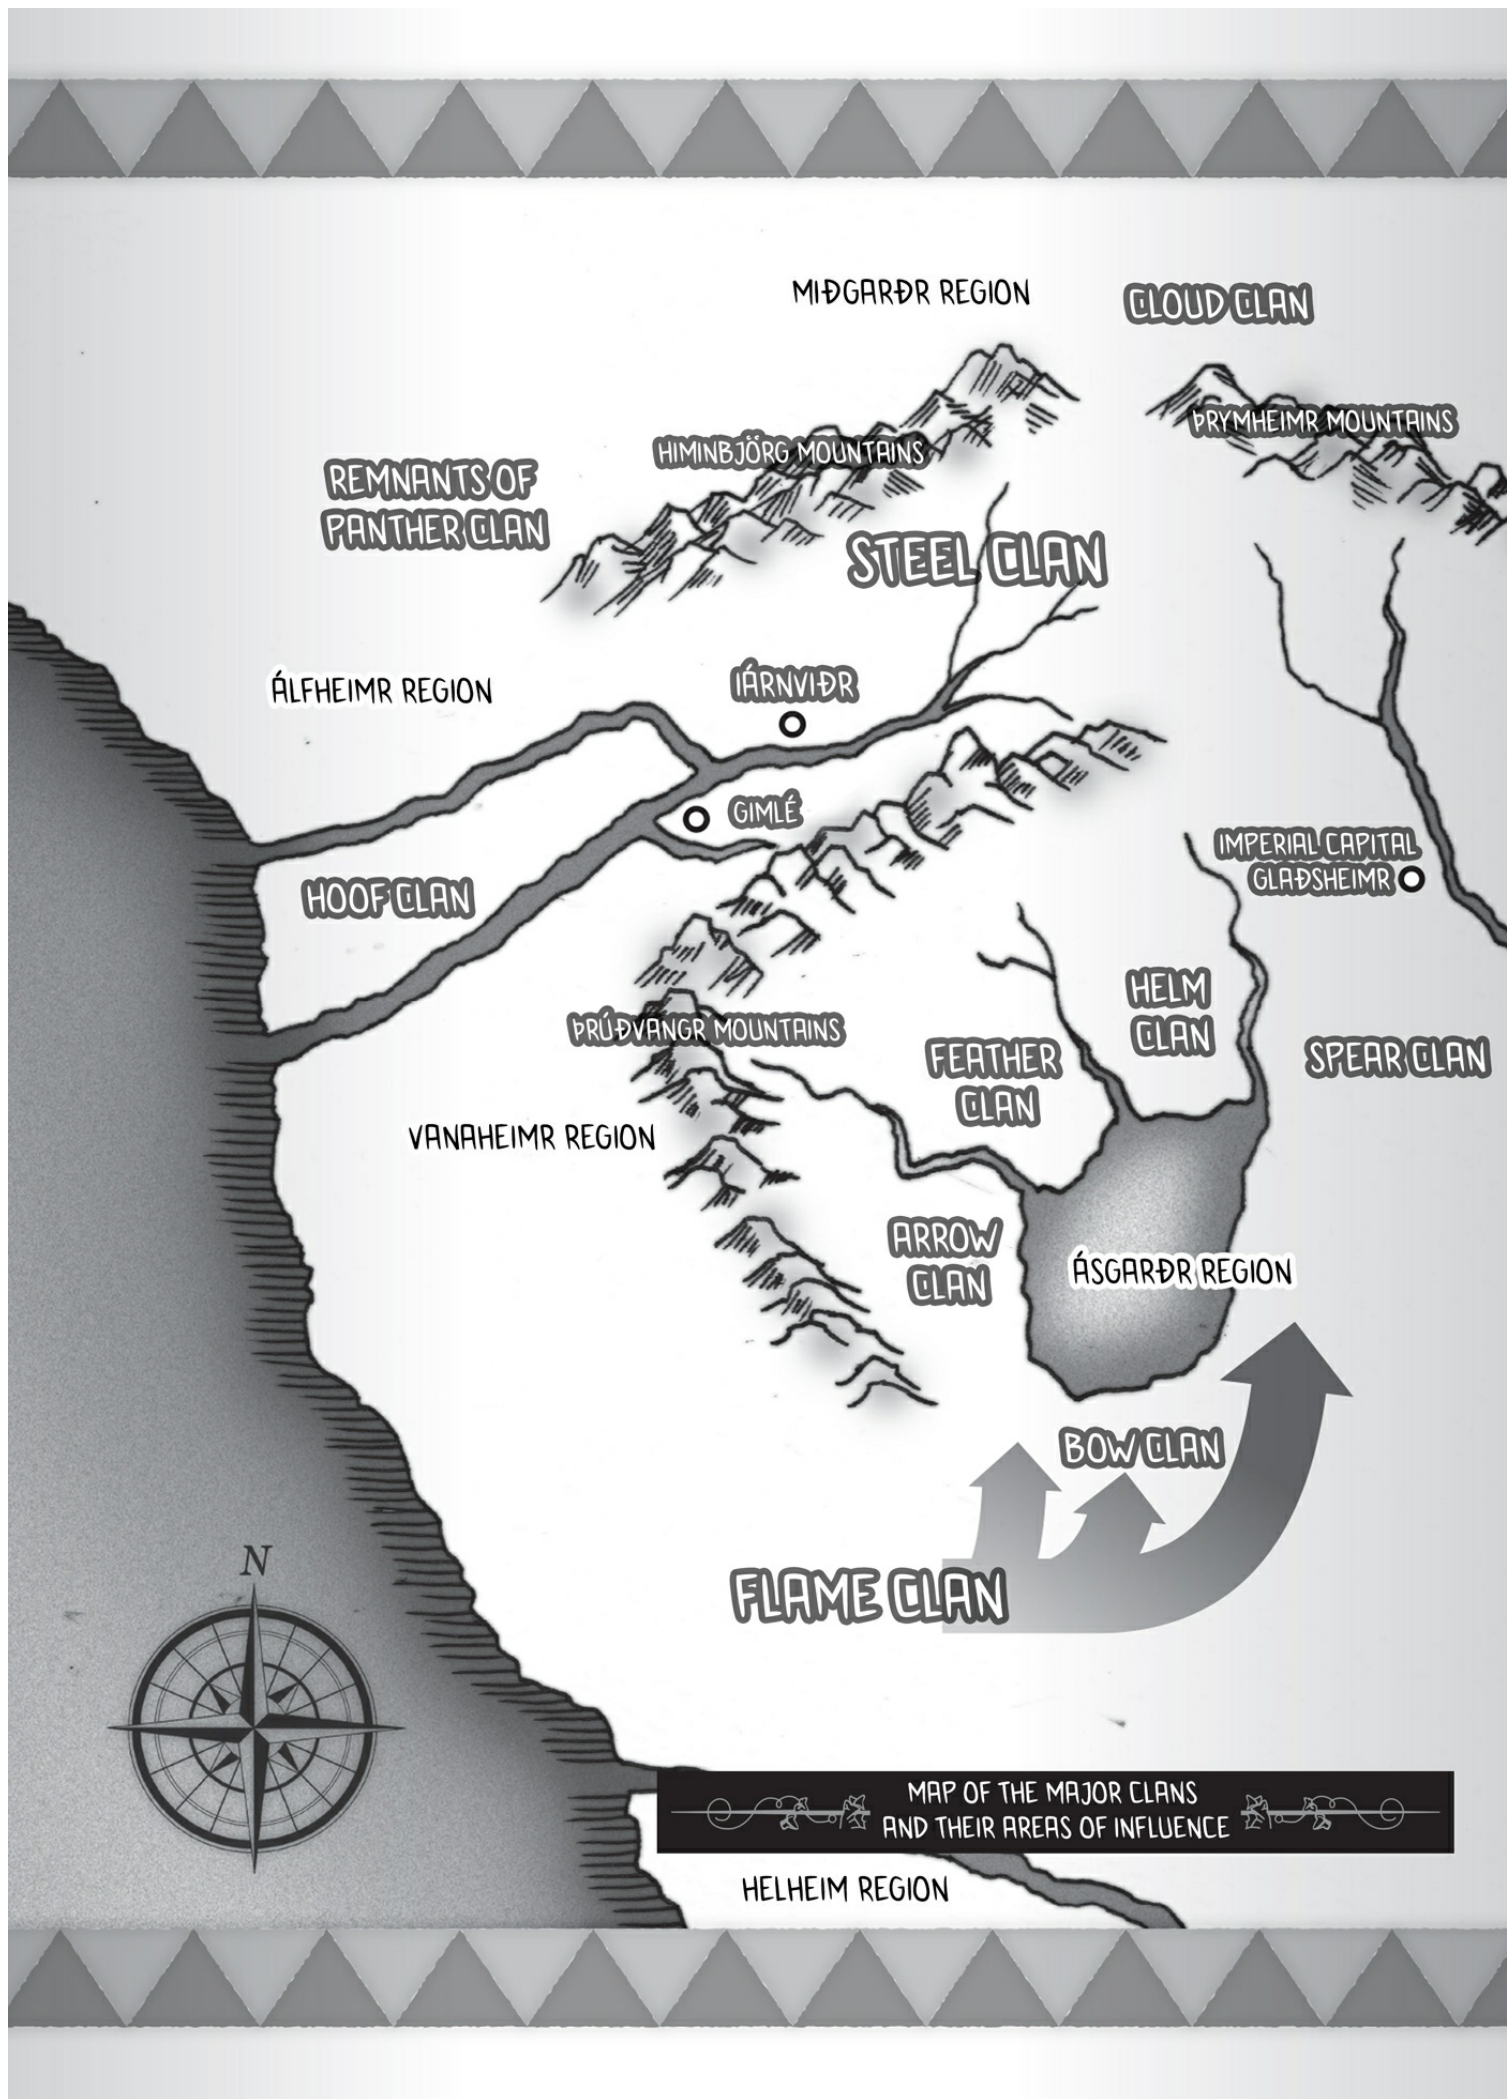 MIÐGARÐR REGION
CLOUD CLAN
ÞRYMHEIMR MOUNTAINS
HIMINBJÖRG MOUNTAINS
REMNANTS OF
PANTHER CLAN
STEEL CLAN
ÁLFHEIMR REGION
IÁRNVIÐR
GIMLÉ
IMPERIAL CAPITAL
GLAÐSHEIMR
HOOF CLAN
HELM
CLAN
ÞRÚÐVANGR MOUNTAINS
FEATHER
CLAN
SPEAR CLAN
VANAHEIMR REGION
ARROW
CLAN
ÁSGARÐR REGION
BOW CLAN
N
FLAME CLAN
MAP OF THE MAJOR CLANS
AND THEIR AREAS OF INFLUENCE
HELHEIM REGION